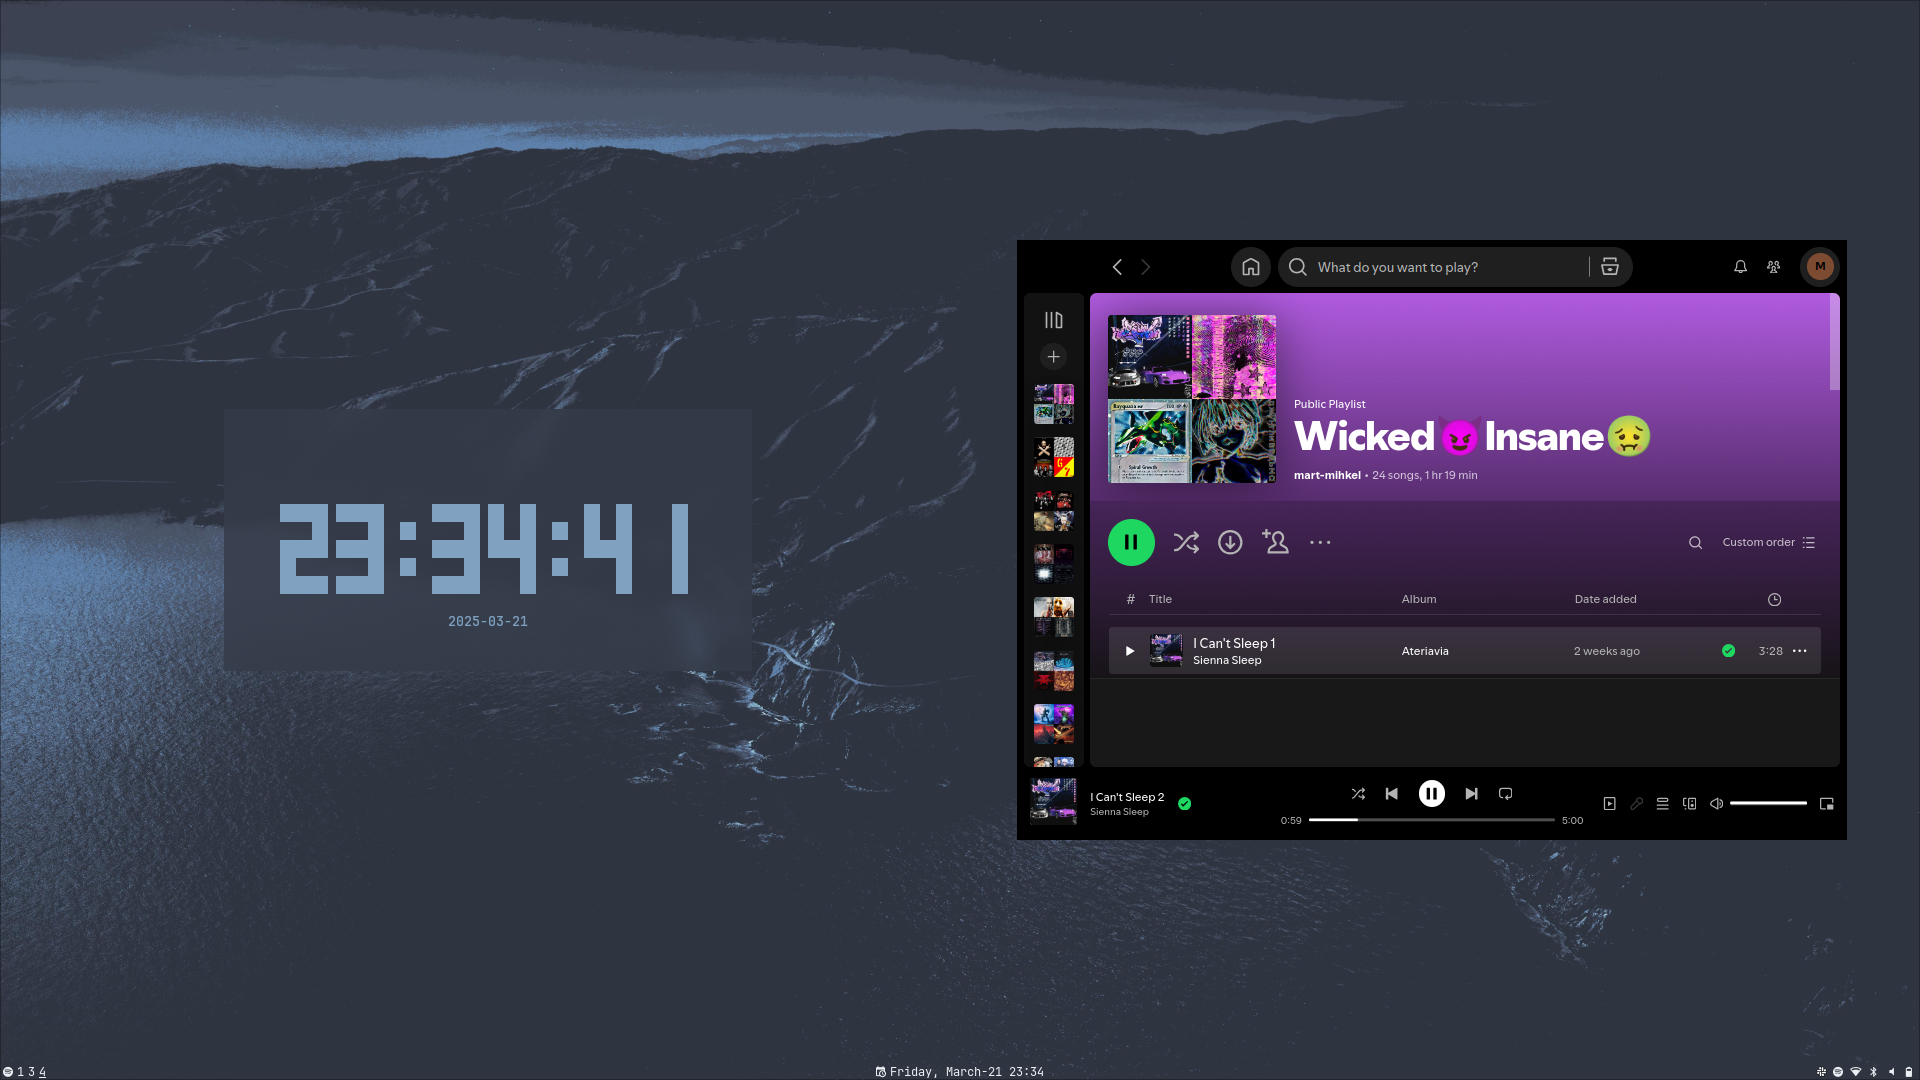 23:34:41
2025-03-21
What do you want to play?
M
Public Playlist
Wicked😈Insane🤢
mart-mihkel • 24 songs, 1 hr 19 min
Custom order
# Title Album Date added
I Can't Sleep 1
Sienna Sleep
Ateriavia
2 weeks ago
3:28
I Can't Sleep 2
Sienna Sleep
0:59
5:00
1 3 4
Friday, March-21 23:34